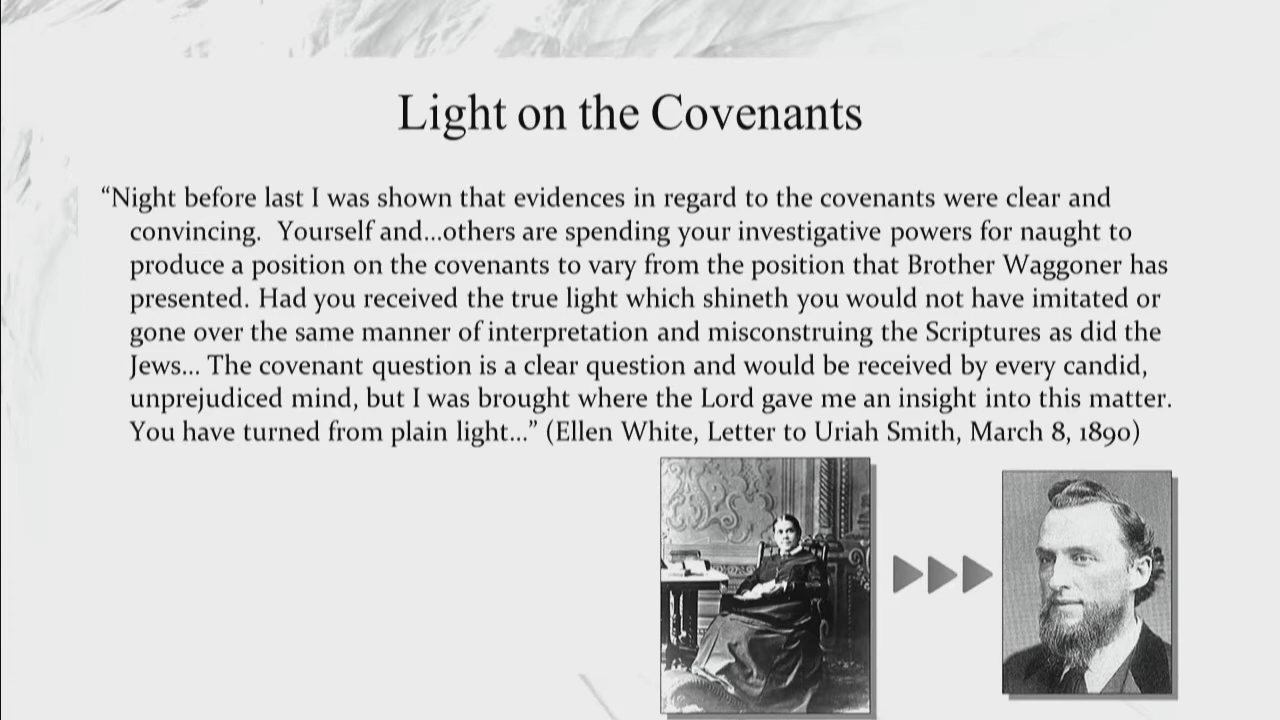 Light on the Covenants
“Night before last I was shown that evidences in regard to the covenants were clear and
convincing.  Yourself and...others are spending your investigative powers for naught to
produce a position on the covenants to vary from the position that Brother Waggoner has
presented. Had you received the true light which shineth you would not have imitated or
gone over the same manner of interpretation and misconstruing the Scriptures as did the
Jews... The covenant question is a clear question and would be received by every candid,
unprejudiced mind, but I was brought where the Lord gave me an insight into this matter.
You have turned from plain light...” (Ellen White, Letter to Uriah Smith, March 8, 1890)